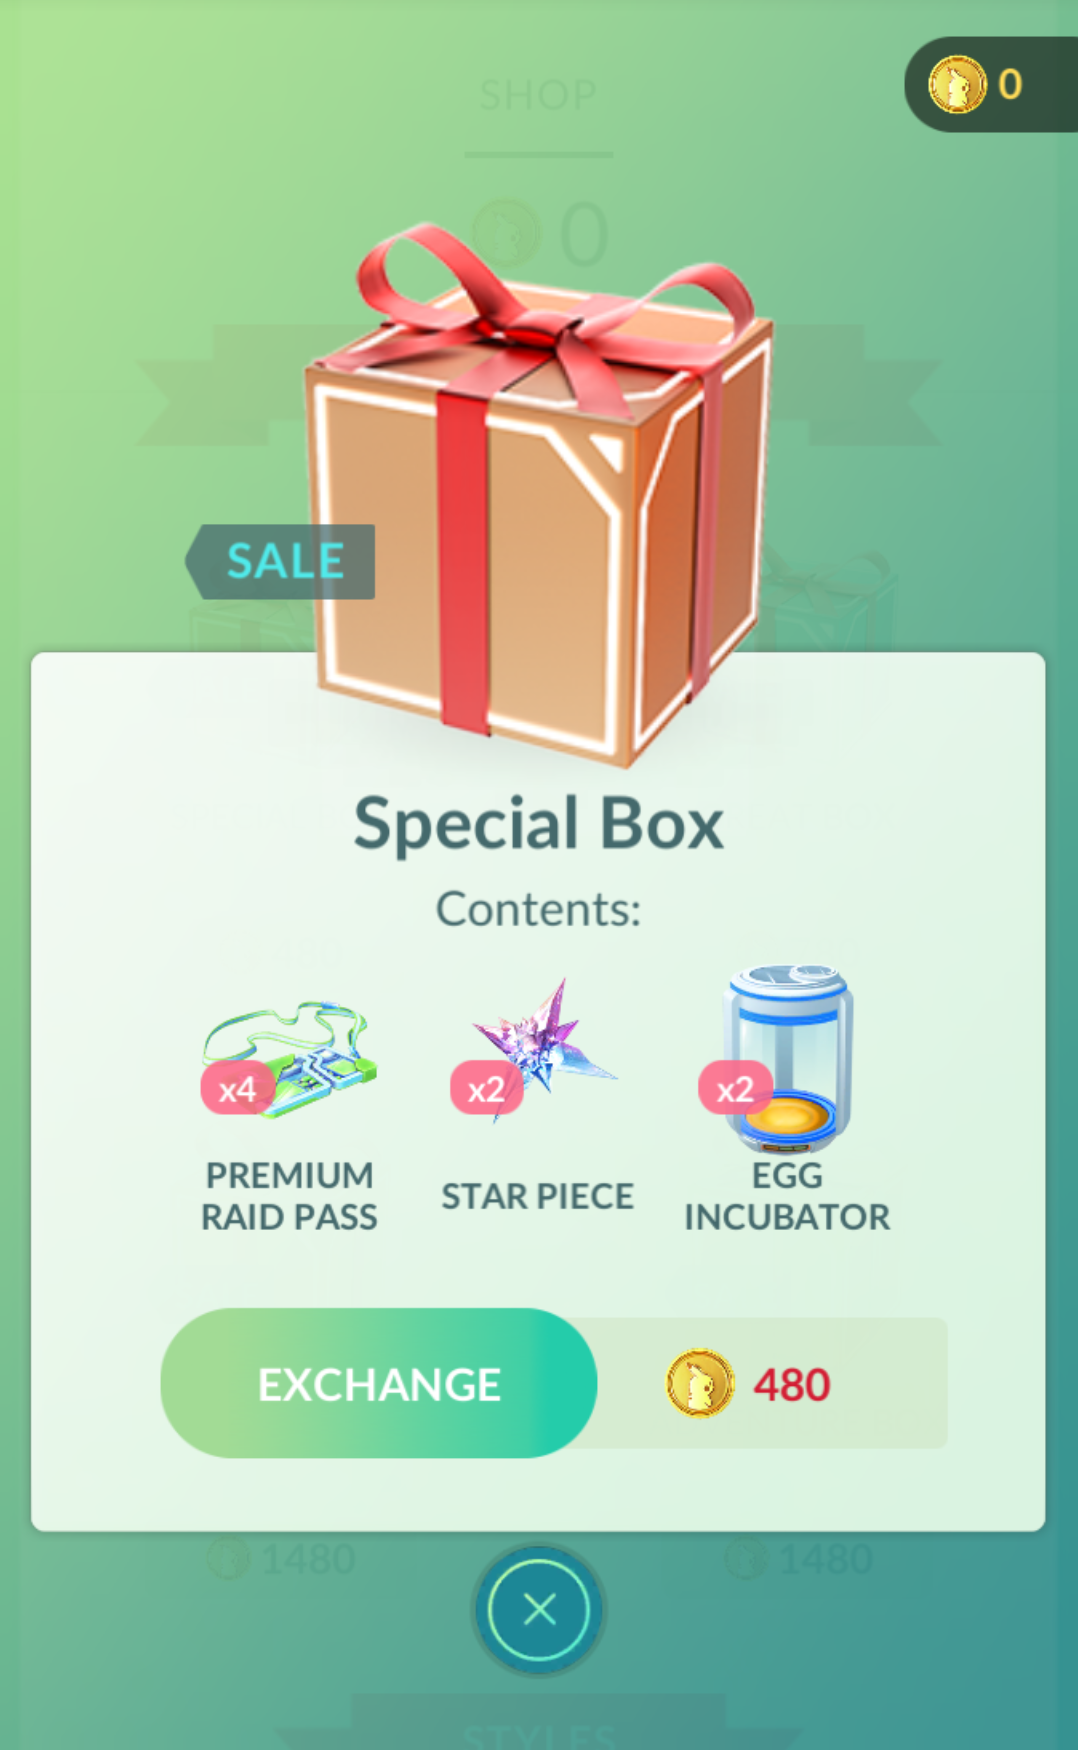 0
SHOP
0
SALE
Special Box
Contents:
x4
x2
x2
PREMIUM
RAID PASS
STAR PIECE
EGG
INCUBATOR
EXCHANGE
480
1480
1480
STYLES